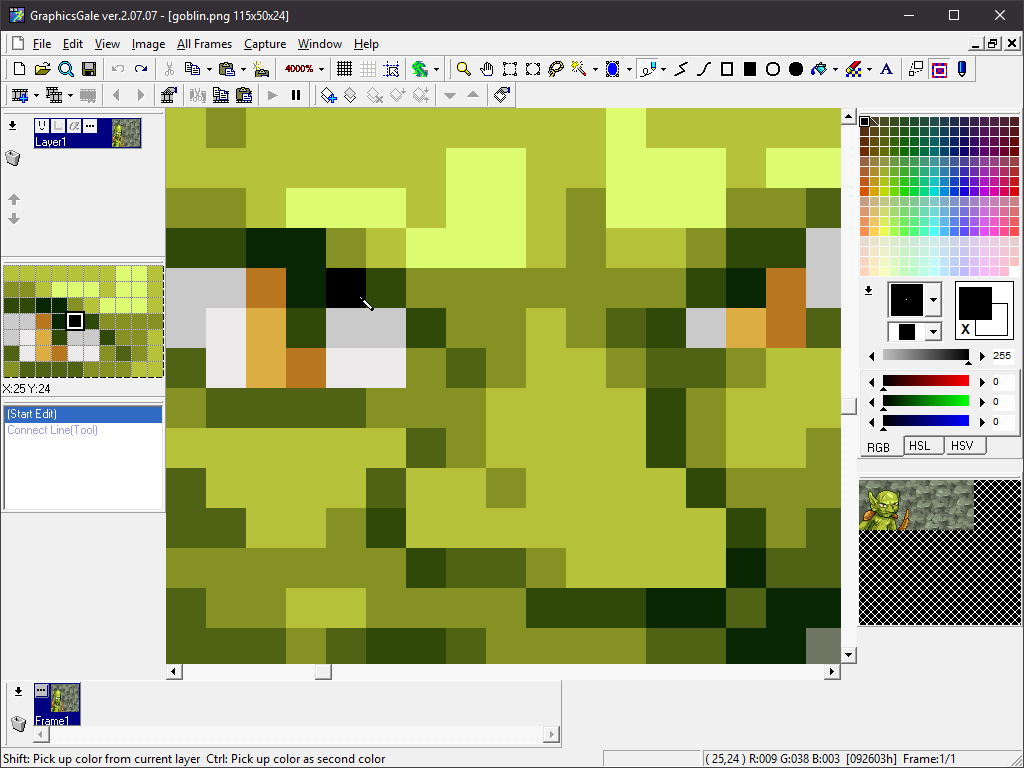 GraphicsGale ver.2.07.07 - [goblin.png 115x50x24]
File Edit View Image All Frames Capture Window Help
4000%
A
Layer1
X:25 Y:24
(Start Edit)
Connect Line(Tool)
X
255
0
0
0
RGB HSL HSV
Frame1
Shift: Pick up color from current layer Ctrl: Pick up color as second color
( 25,24 ) R:009 G:038 B:003 [092603h] Frame:1/1